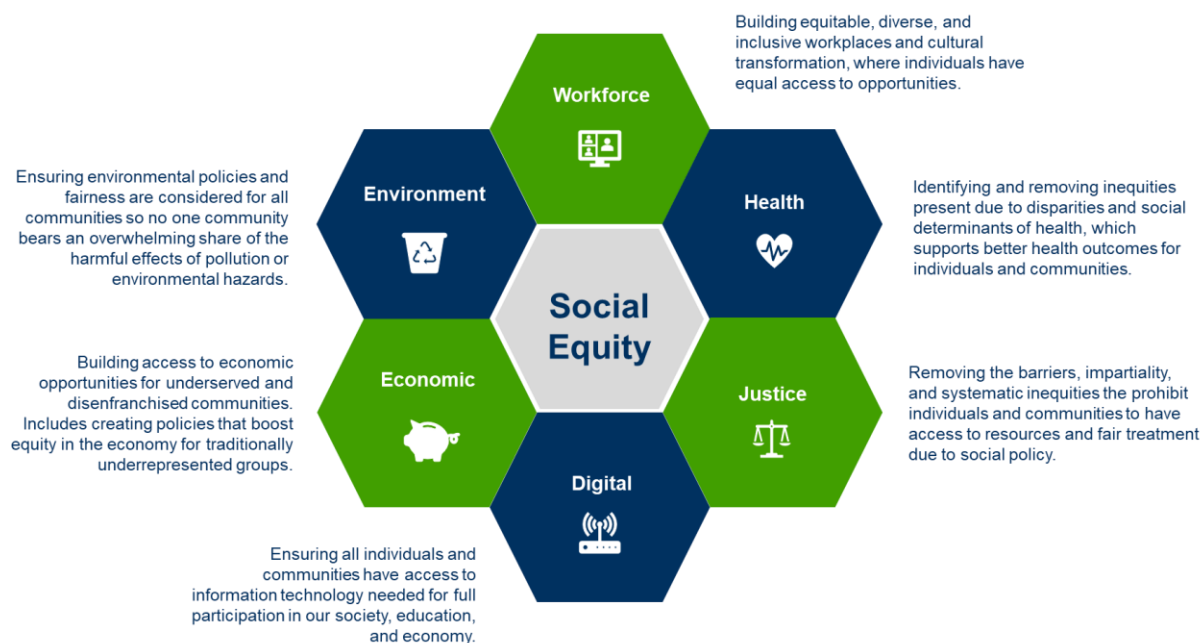 Workforce
Building equitable, diverse, and
inclusive workplaces and cultural
transformation, where individuals have
equal access to opportunities.
Environment
Ensuring environmental policies and
fairness are considered for all
communities so no one community
bears an overwhelming share of the
harmful effects of pollution or
environmental hazards.
Health
Identifying and removing inequities
present due to disparities and social
determinants of health, which
supports better health outcomes for
individuals and communities.
Social
Equity
Economic
Building access to economic
opportunities for underserved and
disenfranchised communities.
Includes creating policies that boost
equity in the economy for traditionally
underrepresented groups.
Justice
Removing the barriers, impartiality,
and systematic inequities the prohibit
individuals and communities to have
access to resources and fair treatment
due to social policy.
Digital
Ensuring all individuals and
communities have access to
information technology needed for full
participation in our society, education,
and economy.